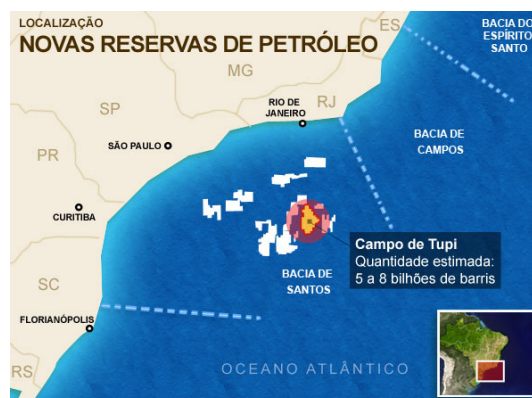 LOCALIZAÇÃO
NOVAS RESERVAS DE PETRÓLEO
ES
BACIA DO
ESPÍRITO
SANTO
MG
RIO DE
JANEIRO
RJ
SP
SÃO PAULO
BACIA DE
CAMPOS
PR
CURITIBA
Campo de Tupi
Quantidade estimada:
5 a 8 bilhões de barris
BACIA DE
SANTOS
SC
FLORIANÓPOLIS
OCEANO ATLÂNTICO
RS